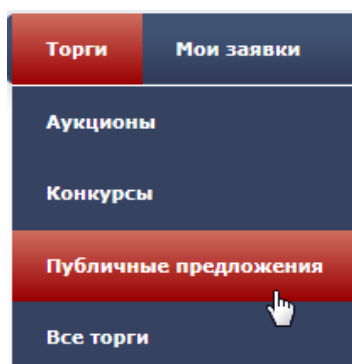 Торги Мои заявки
Аукционы
Конкурсы
Публичные предложения
Все торги